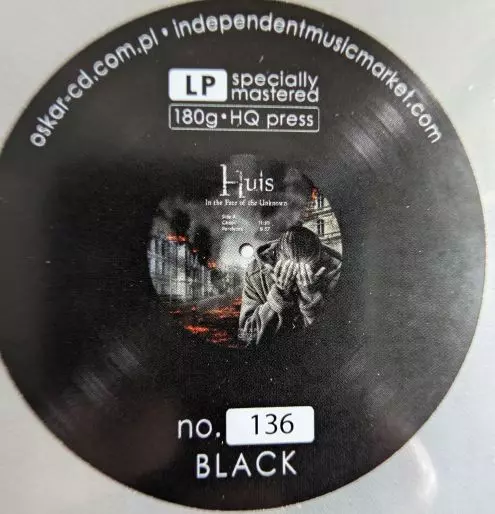 oskar-cd.com.pl • independentmusicmarket.com
LP specially
mastered
180g • HQ press
Huis
In the Face of the Unknown
Side A
no. 136
BLACK